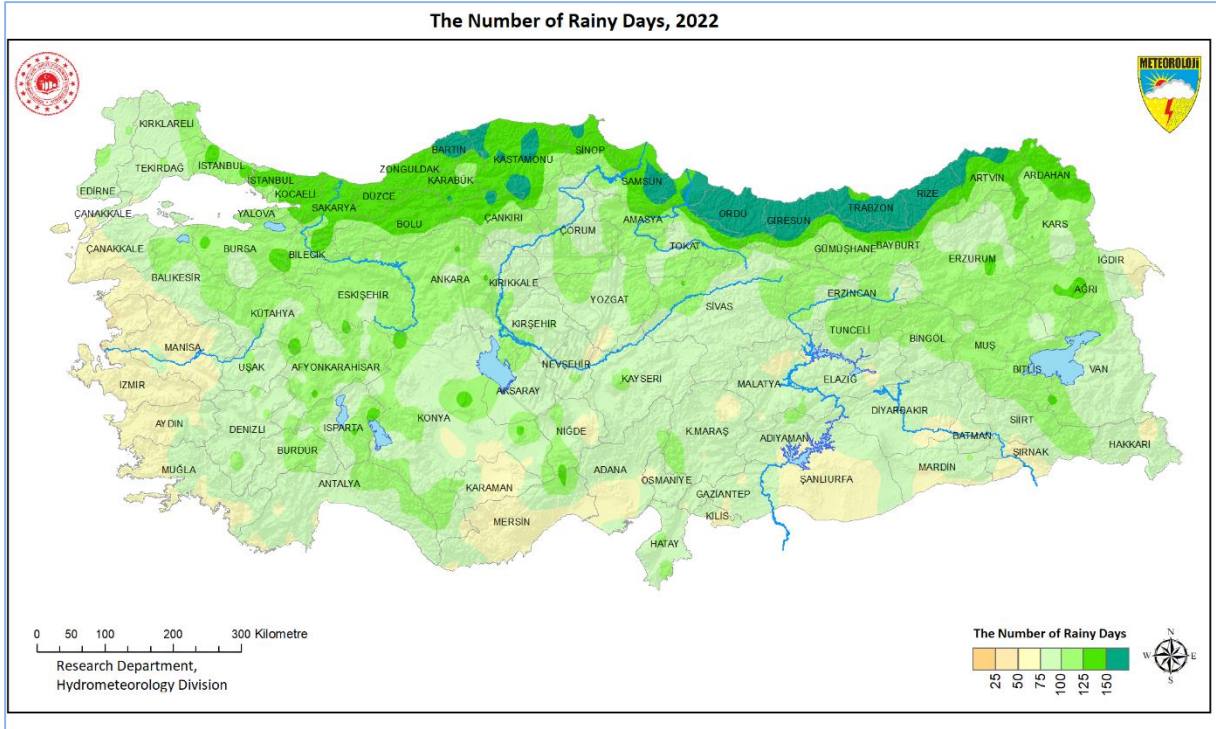 The Number of Rainy Days, 2022
METEOROLOJİ
KIRKLARELİ
TEKİRDAĞ
EDİRNE
İSTANBUL
İSTANBUL
KOCAELİ
YALOVA
SAKARYA
DÜZCE
ZONGULDAK
BARTIN
KARABÜK
KASTAMONU
SİNOP
SAMSUN
ORDU
GİRESUN
TRABZON
RİZE
ARTVİN
ARDAHAN
ÇANAKKALE
ÇANAKKALE
BALIKESİR
BURSA
BİLECİK
BOLU
ÇANKIRI
ÇORUM
AMASYA
TOKAT
GÜMÜŞHANE
BAYBURT
ERZURUM
KARS
IĞDIR
AĞRI
KÜTAHYA
ESKİŞEHİR
ANKARA
KIRIKKALE
YOZGAT
SİVAS
ERZİNCAN
TUNCELİ
BİNGÖL
MUŞ
BİTLİS
VAN
MANİSA
UŞAK
AFYONKARAHİSAR
KIRŞEHİR
NEVŞEHİR
AKSARAY
KAYSERİ
MALATYA
ELAZIĞ
DİYARBAKIR
İZMİR
AYDIN
DENİZLİ
ISPARTA
KONYA
NİĞDE
K.MARAŞ
ADIYAMAN
BATMAN
SİİRT
ŞIRNAK
HAKKARİ
MUĞLA
BURDUR
ANTALYA
KARAMAN
MERSİN
ADANA
OSMANİYE
GAZİANTEP
KİLİS
ŞANLIURFA
MARDİN
HATAY
0 50 100 200 300 Kilometre
Research Department,
Hydrometeorology Division
The Number of Rainy Days
25 50 75 100 125 150
N
W E
S